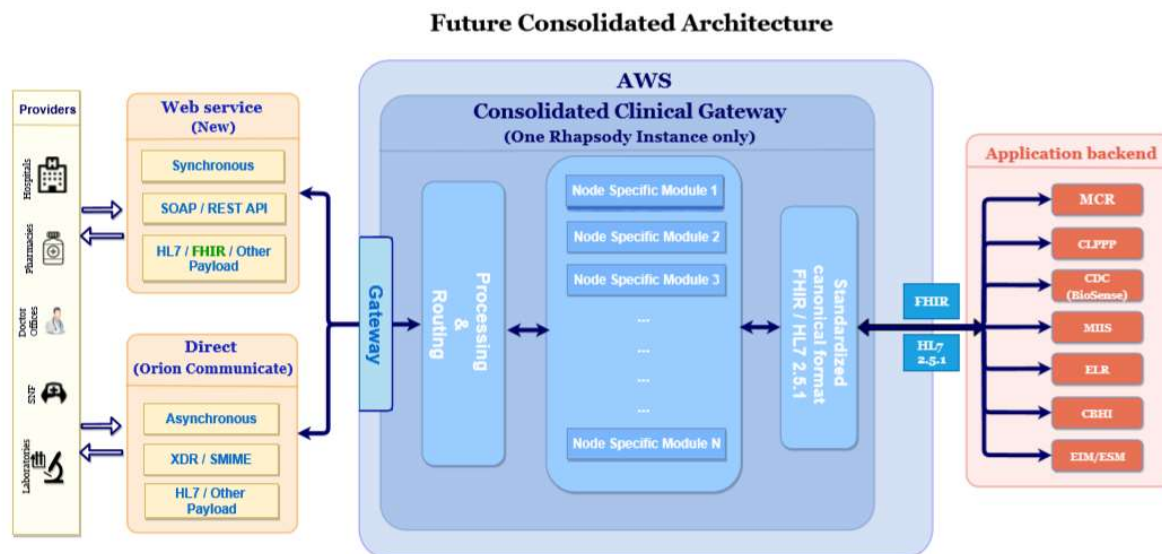 Future Consolidated Architecture
Providers
Hospitals
Pharmacies
Doctor
Offices
SNF
Laboratories
Web service
(New)
Synchronous
SOAP / REST API
HL7 / FHIR / Other
Payload
Direct
(Orion Communicate)
Asynchronous
XDR / SMIME
HL7 / Other
Payload
AWS
Consolidated Clinical Gateway
(One Rhapsody Instance only)
Gateway
Processing
&
Routing
Node Specific Module 1
Node Specific Module 2
Node Specific Module 3
...
...
...
...
Node Specific Module N
Standardized
canonical format
FHIR / HL7 2.5.1
FHIR
HL7
2.5.1
Application backend
MCR
CLPPP
CDC
(BioSense)
MIIS
ELR
CBHI
EIM/ESM